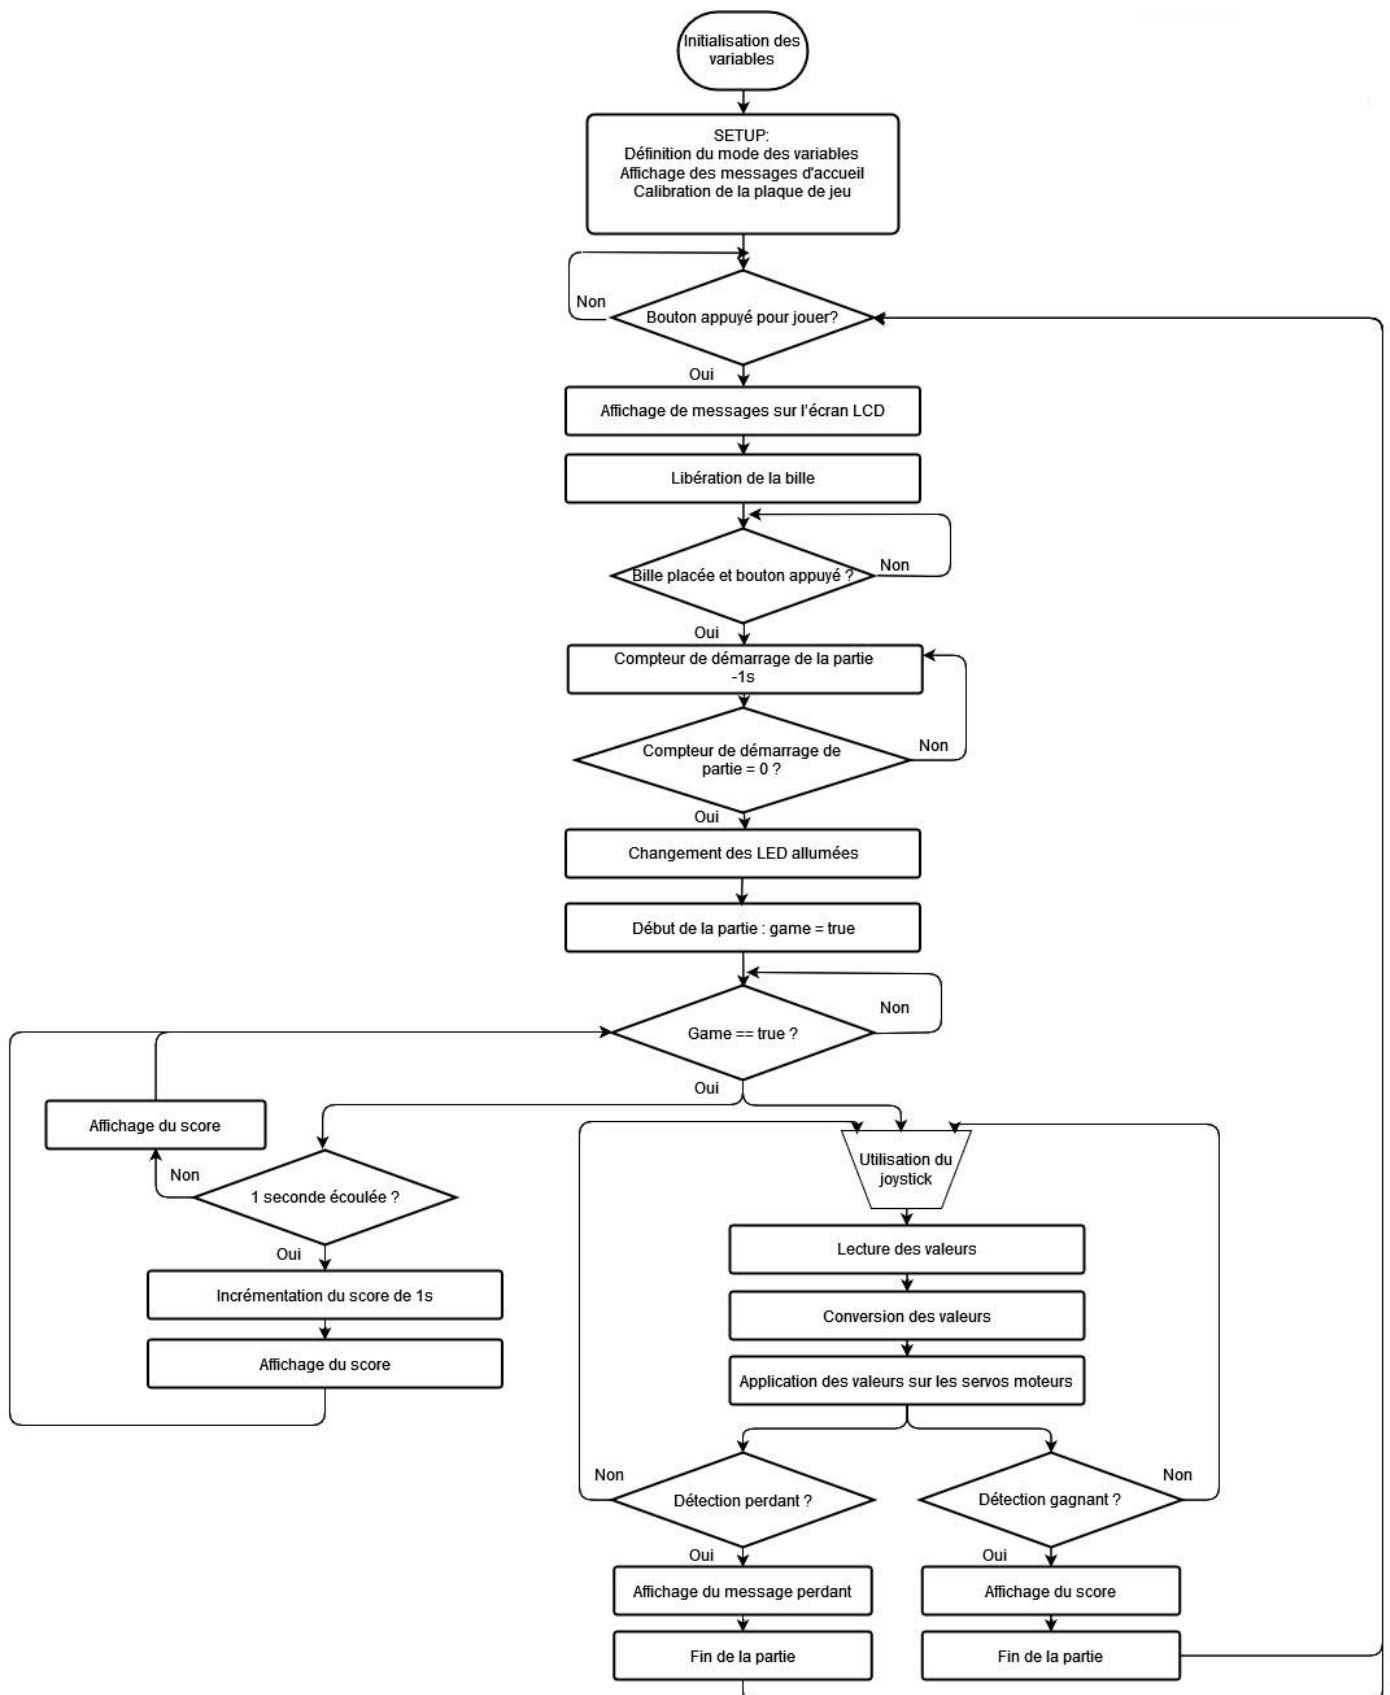 Initialisation des
variables
SETUP:
Définition du mode des variables
Affichage des messages d'accueil
Calibration de la plaque de jeu
Non
Bouton appuyé pour jouer?
Oui
Affichage de messages sur l'écran LCD
Libération de la bille
Non
Bille placée et bouton appuyé ?
Oui
Compteur de démarrage de la partie
-1s
Non
Compteur de démarrage de
partie = 0 ?
Oui
Changement des LED allumées
Début de la partie : game = true
Non
Game == true ?
Oui
Affichage du score
Non
1 seconde écoulée ?
Oui
Incrémentation du score de 1s
Affichage du score
Utilisation du
joystick
Lecture des valeurs
Conversion des valeurs
Application des valeurs sur les servos moteurs
Non
Détection perdant ?
Oui
Affichage du message perdant
Fin de la partie
Non
Détection gagnant ?
Oui
Affichage du score
Fin de la partie